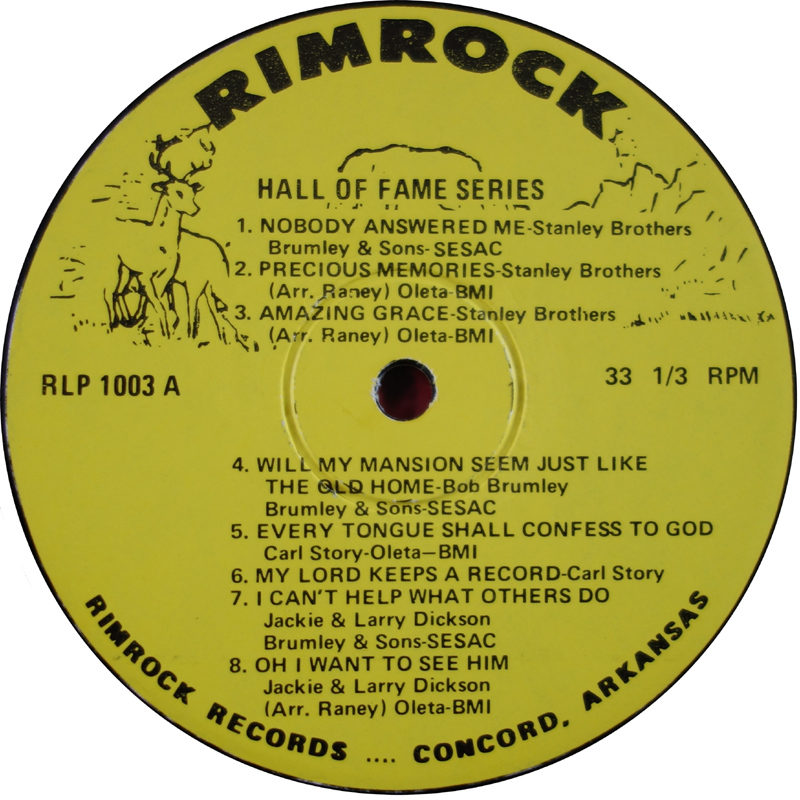 RIMROCK
HALL OF FAME SERIES
1. NOBODY ANSWERED ME-Stanley Brothers
Brumley & Sons-SESAC
2. PRECIOUS MEMORIES-Stanley Brothers
(Arr. Raney) Oleta-BMI
3. AMAZING GRACE-Stanley Brothers
(Arr. Raney) Oleta-BMI
RLP 1003 A
33 1/3 RPM
4. WILL MY MANSION SEEM JUST LIKE
THE OLD HOME-Bob Brumley
Brumley & Sons-SESAC
5. EVERY TONGUE SHALL CONFESS TO GOD
Carl Story-Oleta—BMI
6. MY LORD KEEPS A RECORD-Carl Story
7. I CAN'T HELP WHAT OTHERS DO
Jackie & Larry Dickson
Brumley & Sons-SESAC
8. OH I WANT TO SEE HIM
Jackie & Larry Dickson
(Arr. Raney) Oleta-BMI
RIMROCK RECORDS .... CONCORD, ARKANSAS